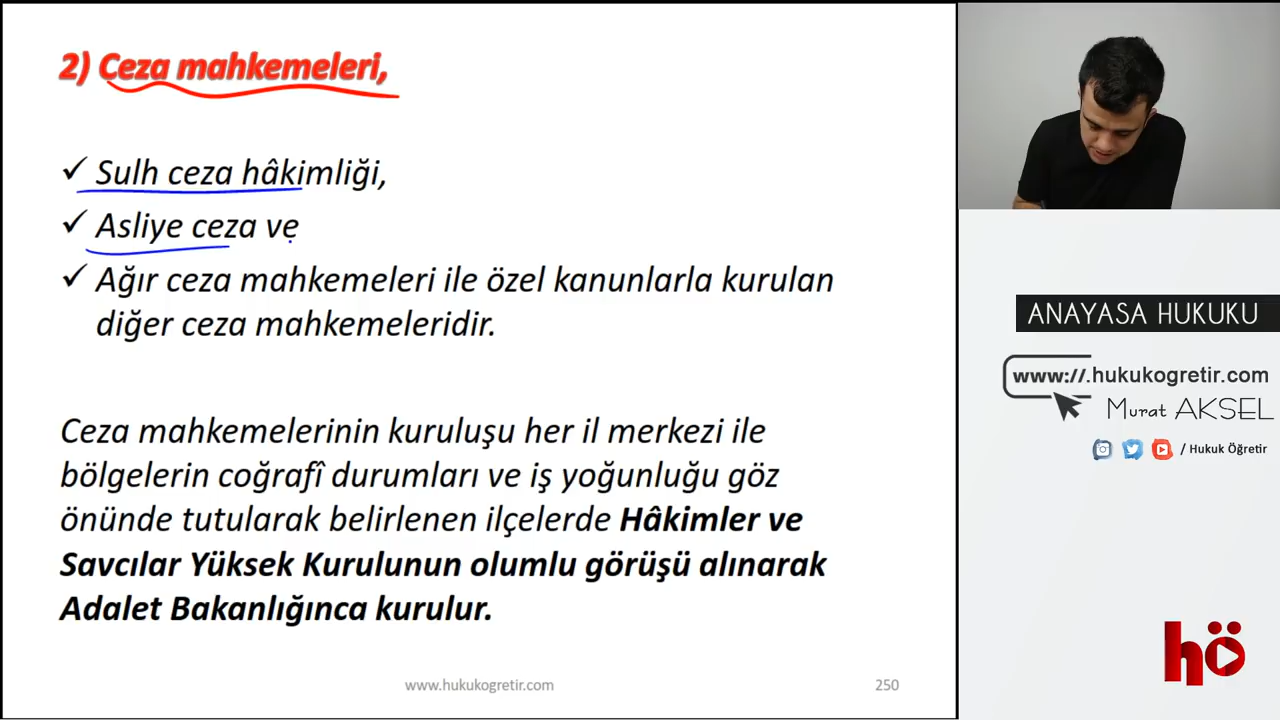 2) Ceza mahkemeleri,
✓ Sulh ceza hâkimliği,
✓ Asliye ceza ve
✓ Ağır ceza mahkemeleri ile özel kanunlarla kurulan
diğer ceza mahkemeleridir.
Ceza mahkemelerinin kuruluşu her il merkezi ile
bölgelerin coğrafî durumları ve iş yoğunluğu göz
önünde tutularak belirlenen ilçelerde Hâkimler ve
Savcılar Yüksek Kurulunun olumlu görüşü alınarak
Adalet Bakanlığınca kurulur.
www.hukukogretir.com
250
ANAYASA HUKUKU
www://.hukukogretir.com
Murat AKSEL
/ Hukuk Öğretir
hö